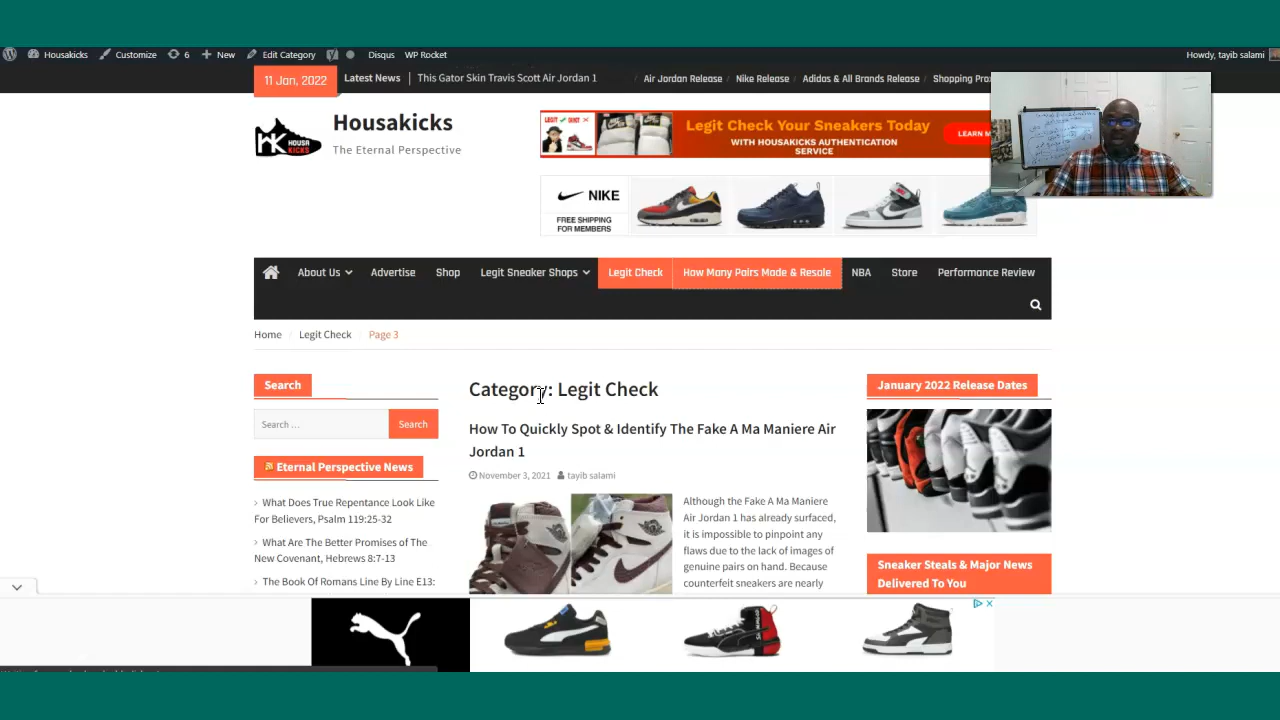 Housakicks Customize 6 New Edit Category Disqus WP Rocket Howdy, tayib salami
11 Jan, 2022 Latest News This Gator Skin Travis Scott Air Jordan 1 / Air Jordan Release / Nike Release / Adidas & All Brands Release / Shopping
HOUSA
KICKS
Housakicks
The Eternal Perspective
LEGIT FAKE
Legit Check Your Sneakers Today
WITH HOUSAKICKS AUTHENTICATION
SERVICE
LEARN M
NIKE
FREE SHIPPING
FOR MEMBERS
About Us Advertise Shop Legit Sneaker Shops Legit Check How Many Pairs Made & Resale NBA Store Performance Review
Home / Legit Check / Page 3
Search
Search ...
Search
Eternal Perspective News
What Does True Repentance Look Like
For Believers, Psalm 119:25-32
What Are The Better Promises of The
New Covenant, Hebrews 8:7-13
The Book Of Romans Line By Line E13:
Category: Legit Check
How To Quickly Spot & Identify The Fake A Ma Maniere Air
Jordan 1
November 3, 2021 tayib salami
Although the Fake A Ma Maniere
Air Jordan 1 has already surfaced,
it is impossible to pinpoint any
flaws due to the lack of images of
genuine pairs on hand. Because
counterfeit sneakers are nearly
January 2022 Release Dates
Sneaker Steals & Major News
Delivered To You